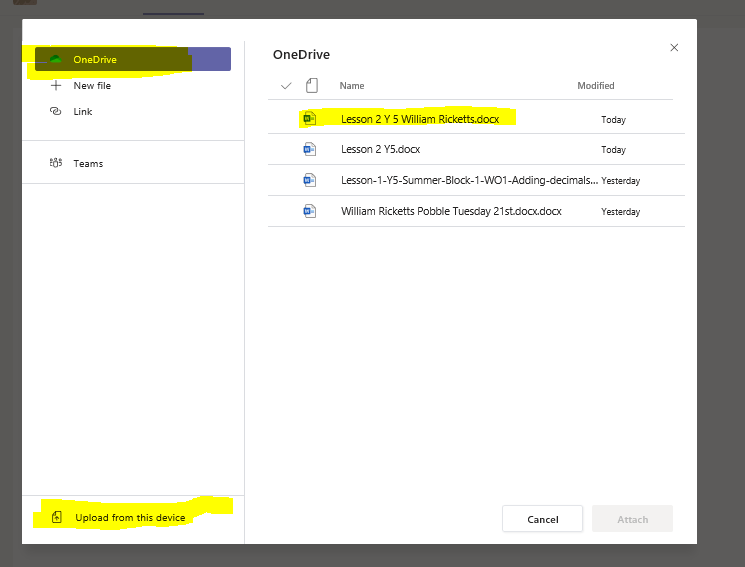 OneDrive
New file
Link
Teams
Upload from this device
OneDrive
Name Modified
Lesson 2 Y 5 William Ricketts.docx Today
Lesson 2 Y5.docx Today
Lesson-1-Y5-Summer-Block-1-WO1-Adding-decimals... Yesterday
William Ricketts Pobble Tuesday 21st.docx.docx Yesterday
Cancel Attach